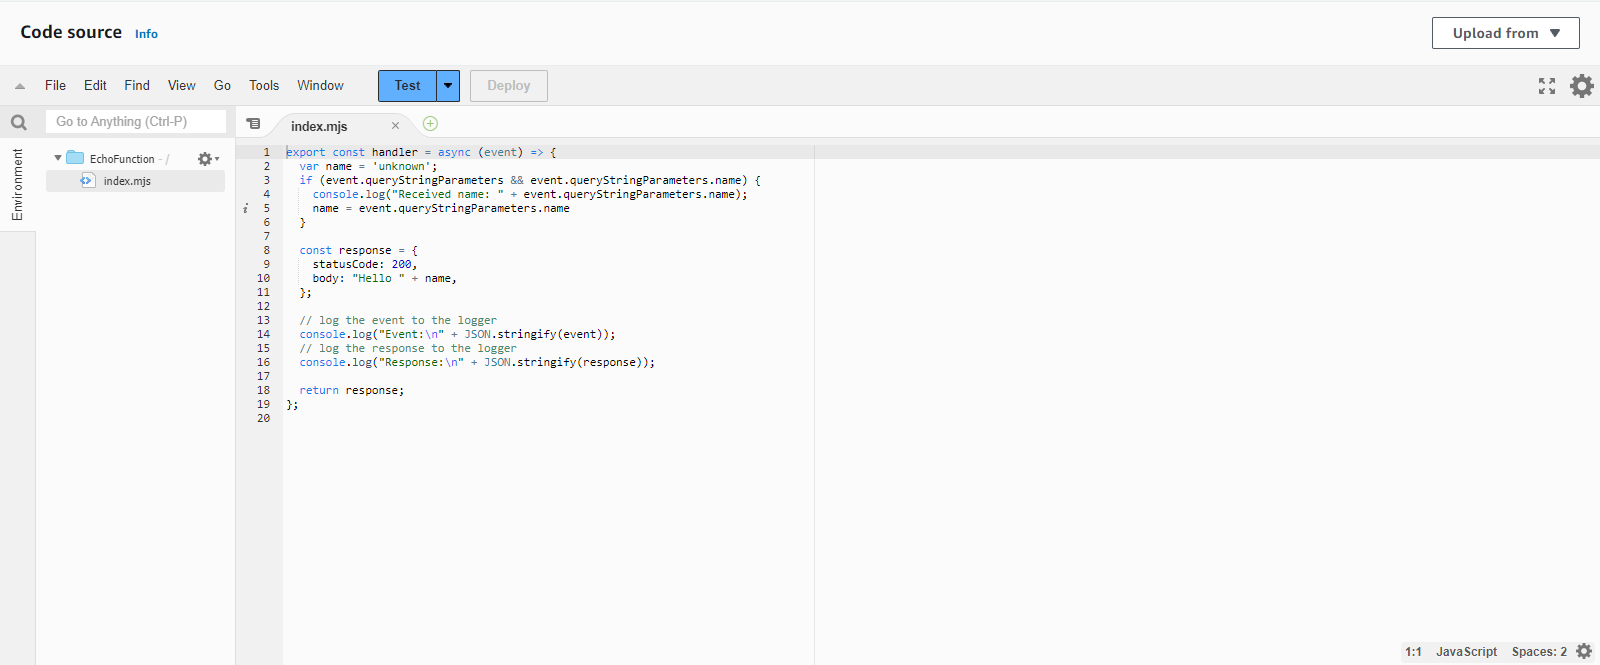 Code source Info
Upload from
File Edit Find View Go Tools Window Test Deploy
Go to Anything (Ctrl-P)
index.mjs
Environment
EchoFunction - /
index.mjs
1 export const handler = async (event) => {
2   var name = 'unknown';
3   if (event.queryStringParameters && event.queryStringParameters.name) {
4     console.log("Received name: " + event.queryStringParameters.name);
i 5     name = event.queryStringParameters.name
6   }
7
8   const response = {
9     statusCode: 200,
10     body: "Hello " + name,
11   };
12
13   // log the event to the logger
14   console.log("Event:\n" + JSON.stringify(event));
15   // log the response to the logger
16   console.log("Response:\n" + JSON.stringify(response));
17
18   return response;
19 };
20
1:1 JavaScript Spaces: 2